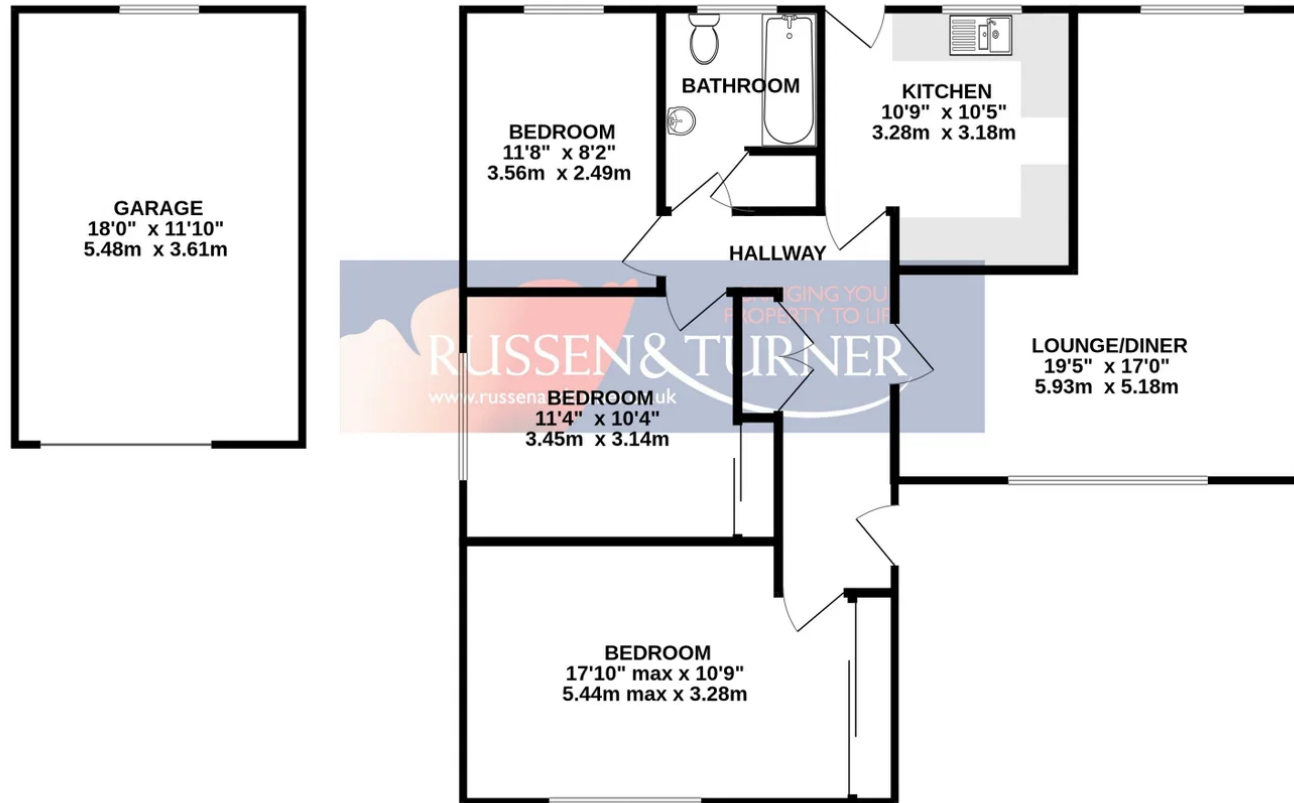 GARAGE
18'0" x 11'10"
5.48m x 3.61m
BEDROOM
11'8" x 8'2"
3.56m x 2.49m
BATHROOM
KITCHEN
10'9" x 10'5"
3.28m x 3.18m
HALLWAY
PROPERTY TO
RUSSEN & TURNER
LOUNGE/DINER
19'5" x 17'0"
5.93m x 5.18m
BEDROOM
11'4" x 10'4"
3.45m x 3.14m
BEDROOM
17'10" max x 10'9"
5.44m max x 3.28m